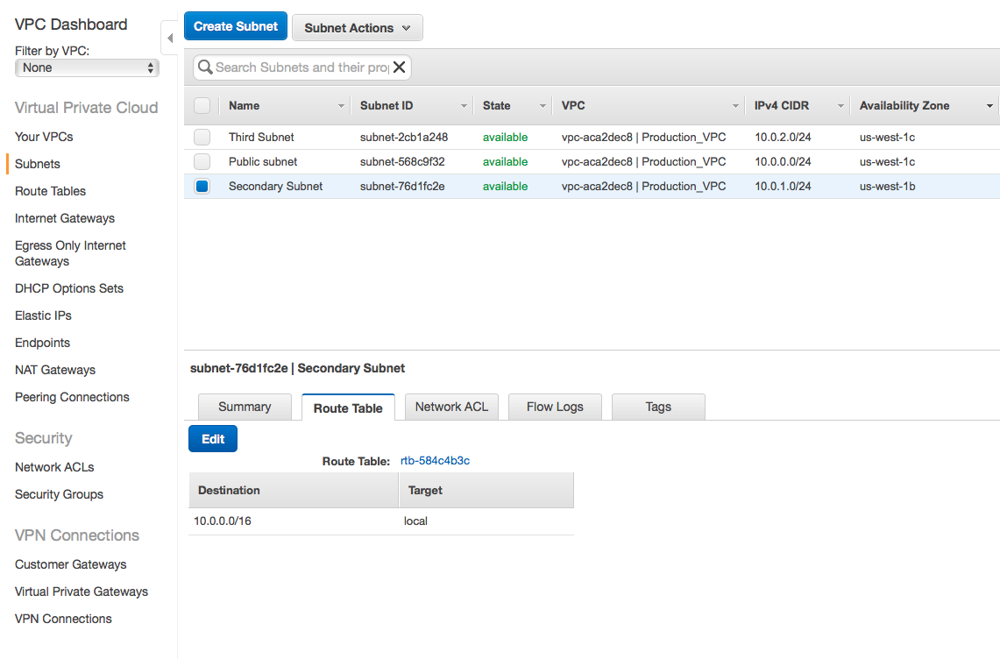 VPC Dashboard
Filter by VPC:
None
Virtual Private Cloud
Your VPCs
Subnets
Route Tables
Internet Gateways
Egress Only Internet
Gateways
DHCP Options Sets
Elastic IPs
Endpoints
NAT Gateways
Peering Connections
Security
Network ACLs
Security Groups
VPN Connections
Customer Gateways
Virtual Private Gateways
VPN Connections
Create Subnet Subnet Actions
Search Subnets and their pro
Name Subnet ID State VPC IPv4 CIDR Availability Zone
Third Subnet subnet-2cb1a248 available vpc-aca2dec8 | Production_VPC 10.0.2.0/24 us-west-1c
Public subnet subnet-568c9f32 available vpc-aca2dec8 | Production_VPC 10.0.0.0/24 us-west-1c
Secondary Subnet subnet-76d1fc2e available vpc-aca2dec8 | Production_VPC 10.0.1.0/24 us-west-1b
subnet-76d1fc2e | Secondary Subnet
Summary Route Table Network ACL Flow Logs Tags
Edit
Route Table: rtb-584c4b3c
Destination Target
10.0.0.0/16 local